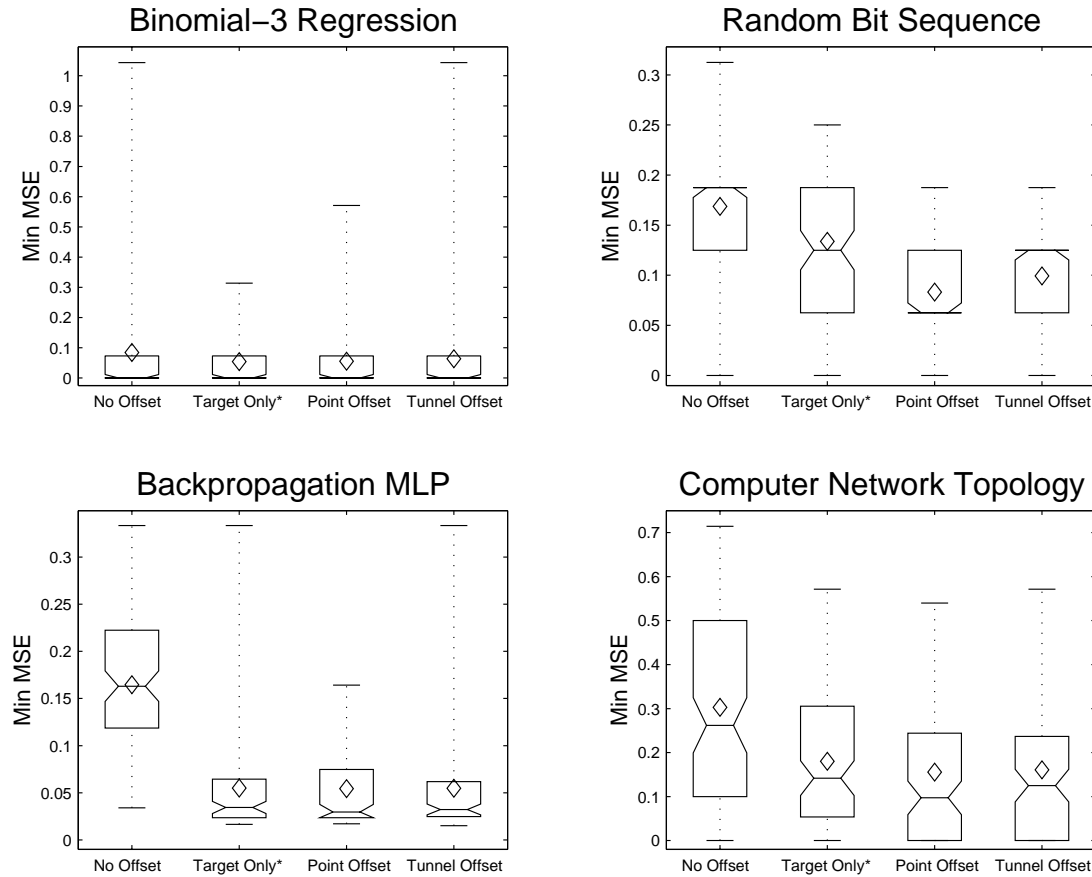 Binomial−3 Regression
Min MSE
1
0.9
0.8
0.7
0.6
0.5
0.4
0.3
0.2
0.1
0
No Offset Target Only* Point Offset Tunnel Offset
Random Bit Sequence
Min MSE
0.3
0.25
0.2
0.15
0.1
0.05
0
No Offset Target Only* Point Offset Tunnel Offset
Backpropagation MLP
Min MSE
0.3
0.25
0.2
0.15
0.1
0.05
0
No Offset Target Only* Point Offset Tunnel Offset
Computer Network Topology
Min MSE
0.7
0.6
0.5
0.4
0.3
0.2
0.1
0
No Offset Target Only* Point Offset Tunnel Offset